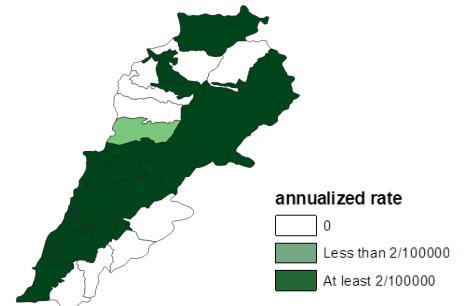 annualized rate
0
Less than 2/100000
At least 2/100000